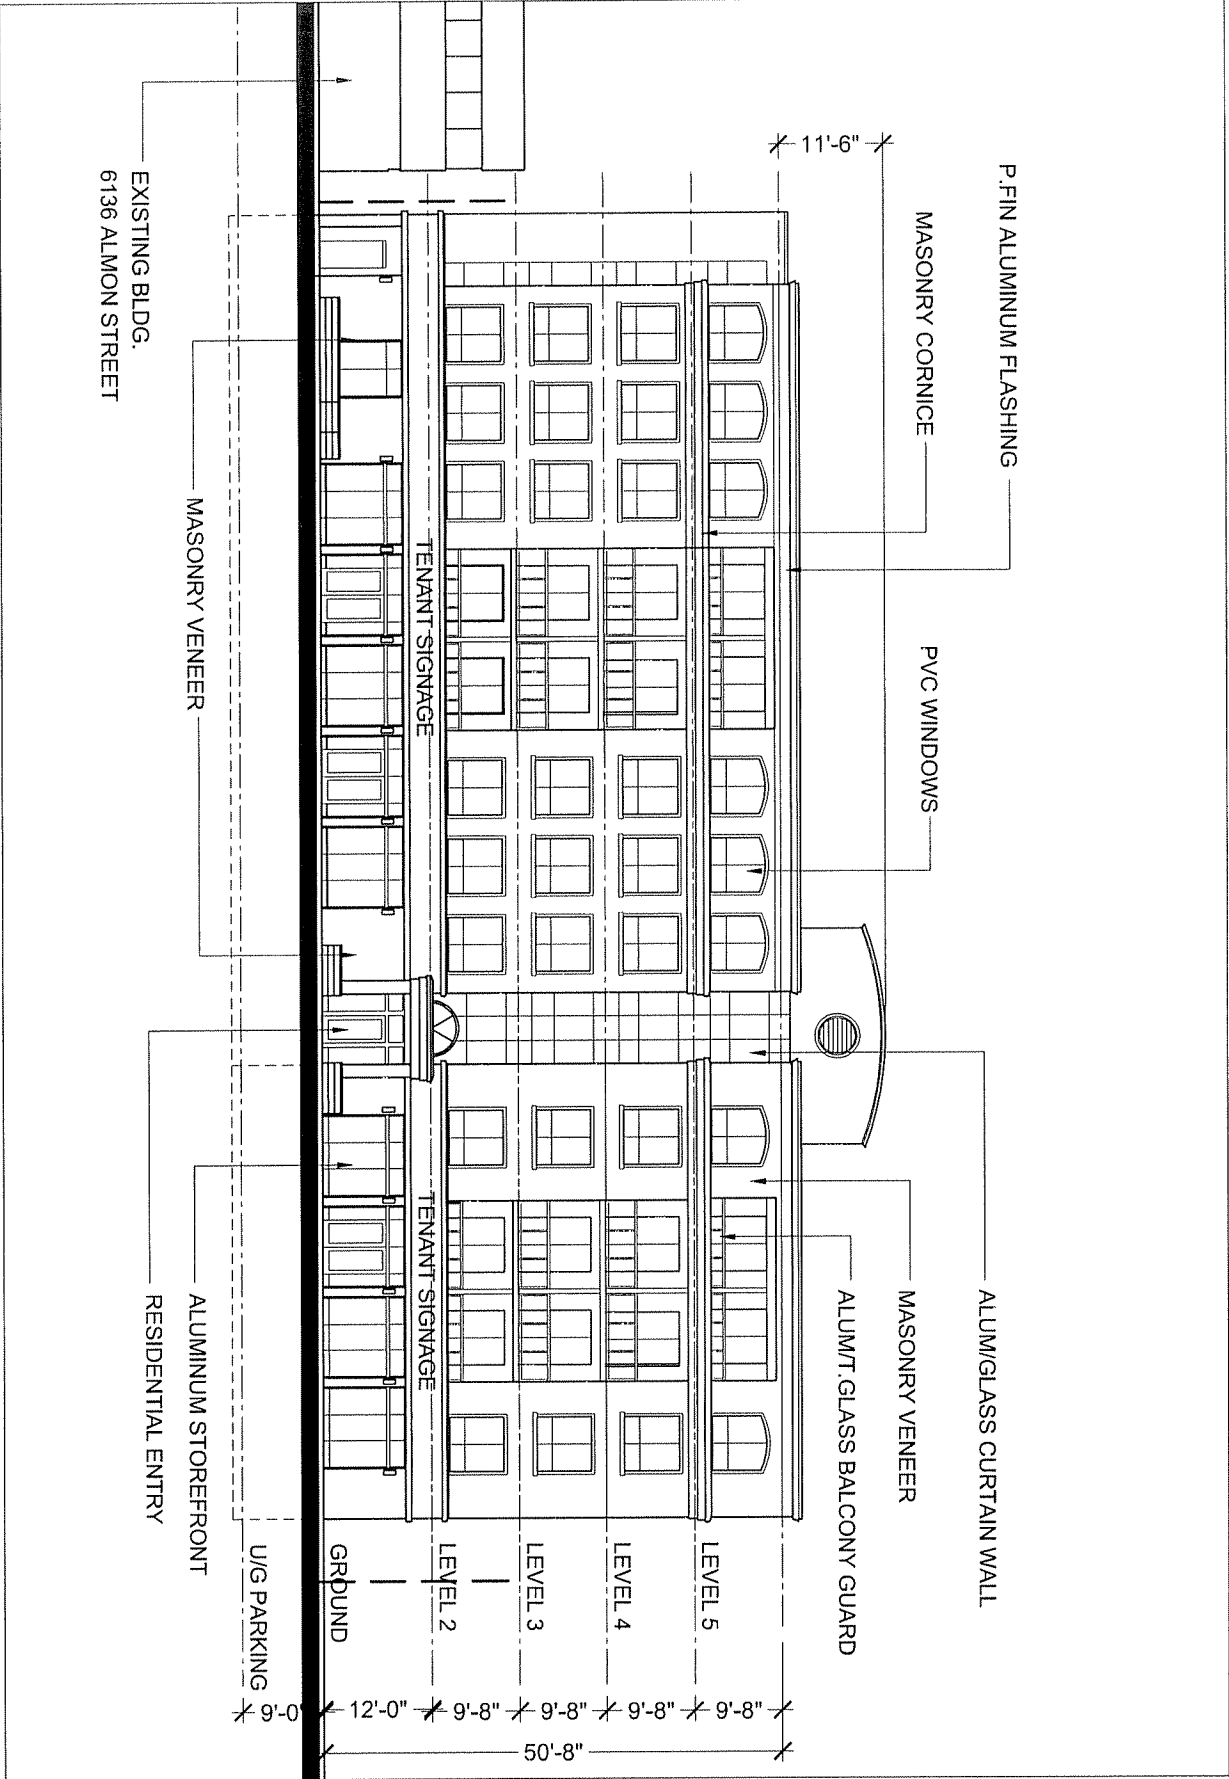 P.FIN ALUMINUM FLASHING
MASONRY CORNICE
11'-6"
PVC WINDOWS
ALUM/GLASS CURTAIN WALL
MASONRY VENEER
ALUM/T.GLASS BALCONY GUARD
LEVEL 5
LEVEL 4
LEVEL 3
LEVEL 2
GROUND
U/G PARKING
9'-8"
9'-8"
9'-8"
9'-8"
12'-0"
9'-0"
50'-8"
TENANT SIGNAGE
TENANT SIGNAGE
EXISTING BLDG.
6136 ALMON STREET
MASONRY VENEER
ALUMINUM STOREFRONT
RESIDENTIAL ENTRY